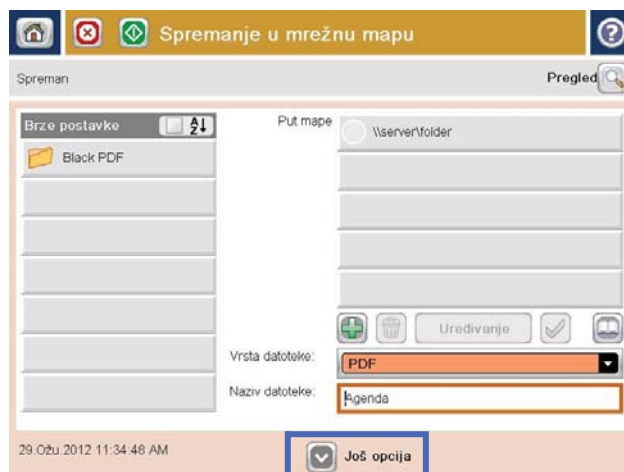 Spremanje u mrežnu mapu
Spreman
Pregled
Brze postavke
Black PDF
Put mape
\\server\folder
Uređivanje
Vrsta datoteke:
PDF
Naziv datoteke:
Agenda
29 Ožu 2012 11:34:48 AM
Još opcija